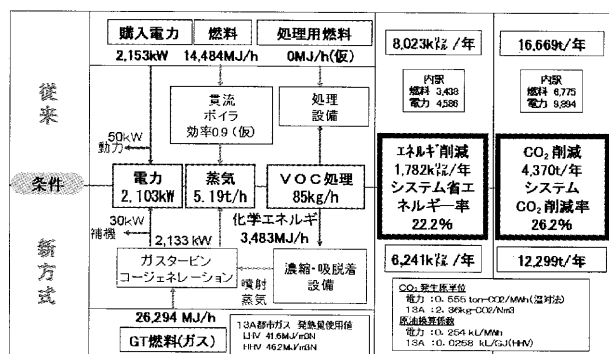 購入電力
燃料
処理用燃料
2,153kW
14,484MJ/h
0MJ/h(仮)
8,023kℓ/年
16,669t/年
内訳
燃料 3,438
電力 4,586
内訳
燃料 6,775
電力 9,894
従来
貫流
ボイラ
効率0.9(仮)
処理
設備
50kW
動力
条件
電力
2,103kW
蒸気
5.19t/h
VOC処理
85kg/h
エネルギ削減
1,782kℓ/年
システム省エ
ネルギー率
22.2%
CO₂削減
4,370t/年
システム
CO₂削減率
26.2%
新方式
30kW
補機
2,133 kW
化学エネルギ
3,483MJ/h
ガスタービン
コージェネレーション
噴射
蒸気
濃縮・吸脱着
設備
6,241kℓ/年
12,299t/年
26,294 MJ/h
GT燃料(ガス)
13A都市ガス 発熱量使用値
LHV 41.6MJ/m3N
HHV 46.2MJ/m3N
CO₂発生原単位
電力:0.555 ton-CO2/MWh(温対法)
13A:2.36kg-CO2/Nm3
原油換算係数
電力:0.254 kL/MWh
13A:0.0258 kL/GJ(HHV)